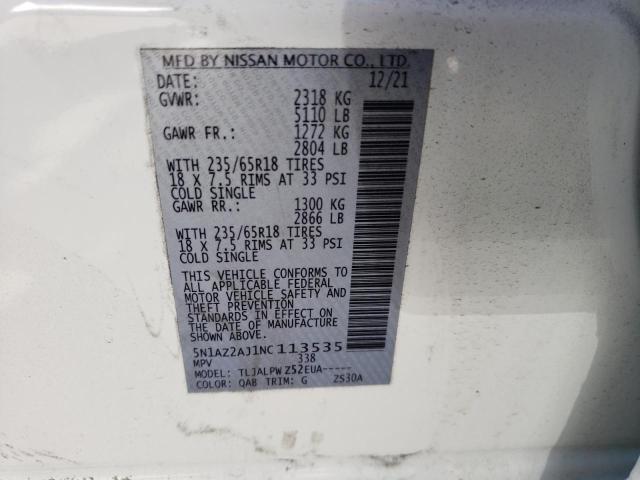 MFD BY NISSAN MOTOR CO., LTD.
DATE: 12/21
GVWR: 2318 KG
5110 LB
GAWR FR.: 1272 KG
2804 LB
WITH 235/65R18 TIRES
18 X 7.5 RIMS AT 33 PSI
COLD SINGLE
GAWR RR.: 1300 KG
2866 LB
WITH 235/65R18 TIRES
18 X 7.5 RIMS AT 33 PSI
COLD SINGLE
THIS VEHICLE CONFORMS TO
ALL APPLICABLE FEDERAL
MOTOR VEHICLE SAFETY AND
THEFT PREVENTION
STANDARDS IN EFFECT ON
THE DATE OF MANUFACTURE
SHOWN ABOVE.
5N1AZ2AJ1NC113535
MPV 338
MODEL: TLJALPW Z52EUA-----
COLOR: QAB TRIM: G ZS30A